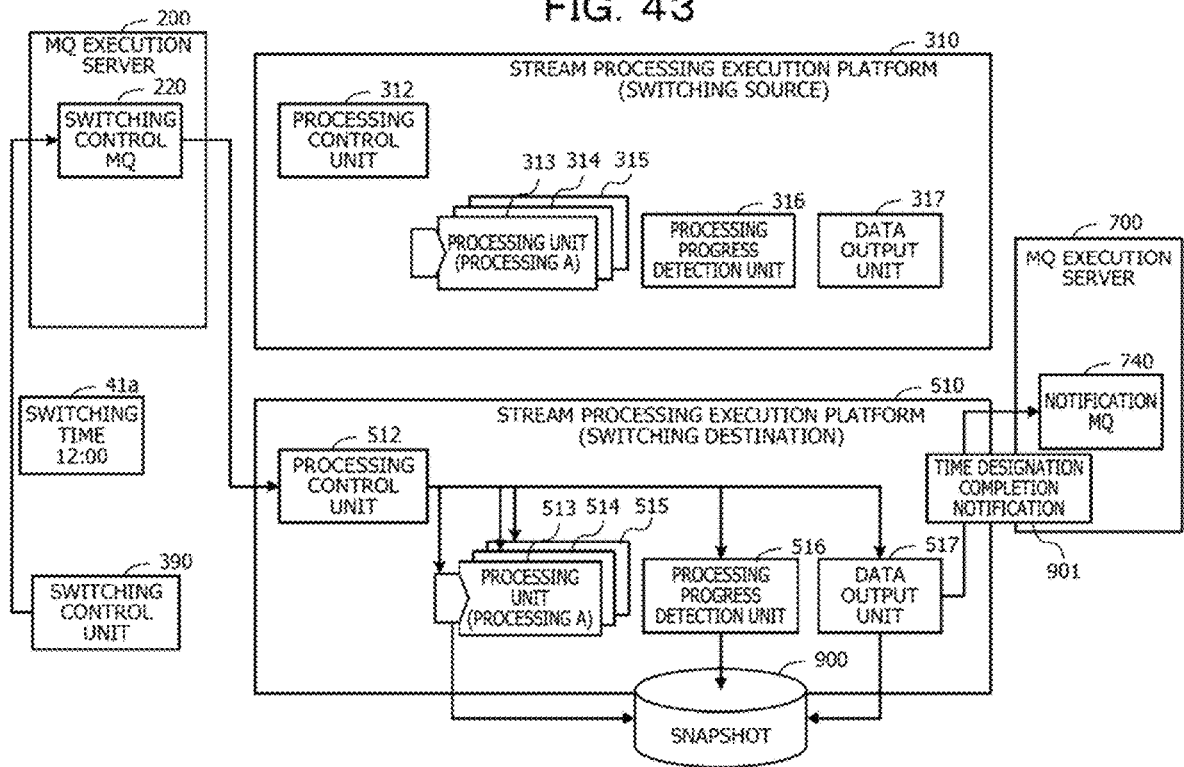 FIG. 43
200
MQ EXECUTION
SERVER
220
SWITCHING
CONTROL
MQ
310
STREAM PROCESSING EXECUTION PLATFORM
(SWITCHING SOURCE)
312
PROCESSING
CONTROL
UNIT
313
314
315
PROCESSING UNIT
(PROCESSING A)
316
PROCESSING
PROGRESS
DETECTION UNIT
317
DATA
OUTPUT
UNIT
700
MQ EXECUTION
SERVER
740
NOTIFICATION
MQ
41a
SWITCHING
TIME
12:00
510
STREAM PROCESSING EXECUTION PLATFORM
(SWITCHING DESTINATION)
512
PROCESSING
CONTROL
UNIT
TIME DESIGNATION
COMPLETION
NOTIFICATION
901
513
514
515
PROCESSING
UNIT
(PROCESSING A)
516
PROCESSING
PROGRESS
DETECTION UNIT
517
DATA
OUTPUT
UNIT
390
SWITCHING
CONTROL
UNIT
900
SNAPSHOT